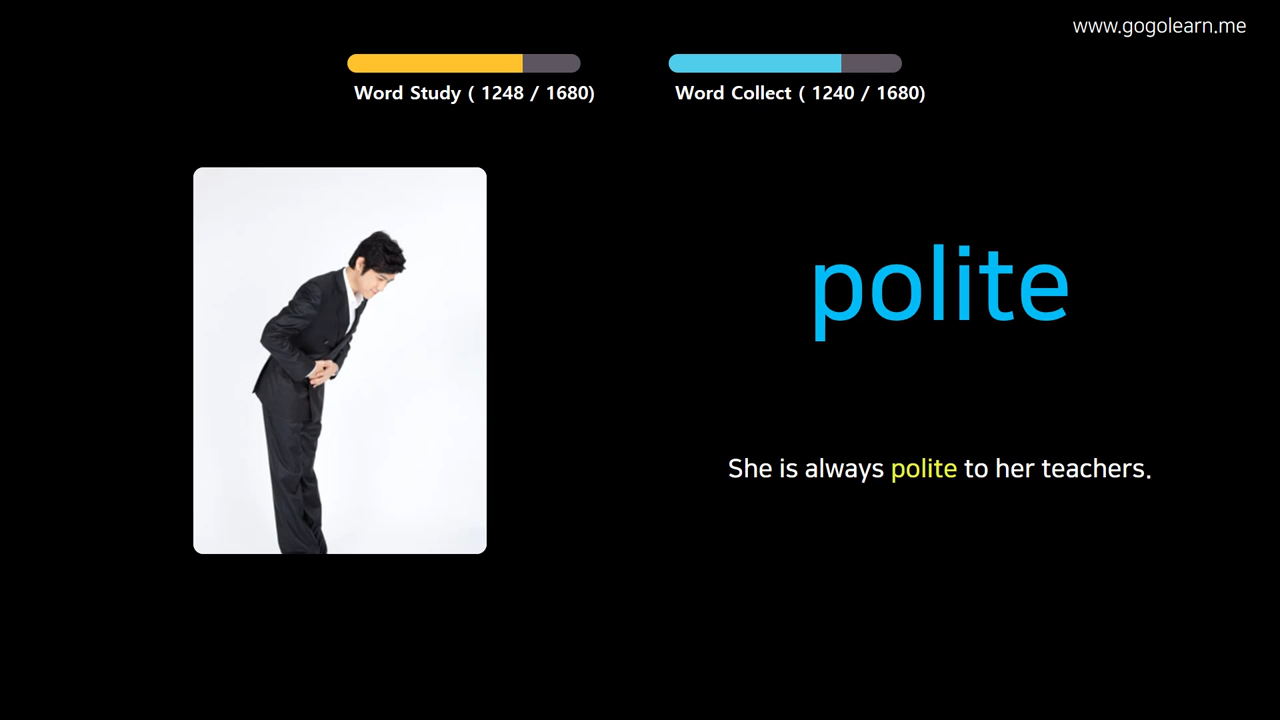 www.gogolearn.me
Word Study ( 1248 / 1680)
Word Collect ( 1240 / 1680)
polite
She is always polite to her teachers.